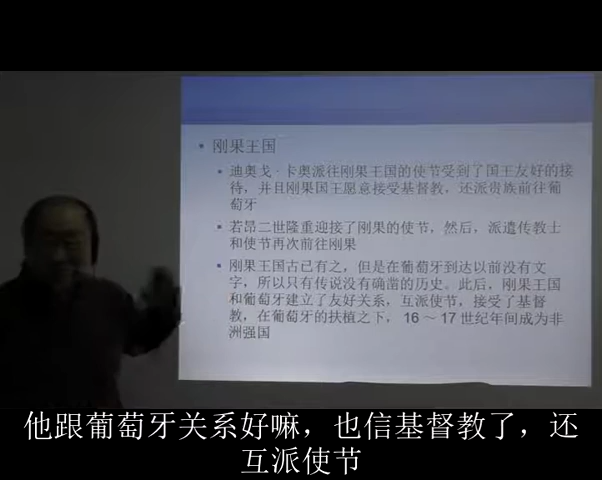 刚果王国
迪奥戈·卡奥派往刚果王国的使节受到了国王友好的接
待，并且刚果国王愿意接受基督教，还派贵族前往葡
萄牙
若昂二世隆重迎接了刚果的使节，然后，派遣传教士
和使节再次前往刚果
刚果王国古已有之，但是在葡萄牙到达以前没有文
字，所以只有传说没有确凿的历史。此后，刚果王国
和葡萄牙建立了友好关系，互派使节，接受了基督
教，在葡萄牙的扶植之下，16～17世纪年间成为非
洲强国
他跟葡萄牙关系好嘛，也信基督教了，还
互派使节